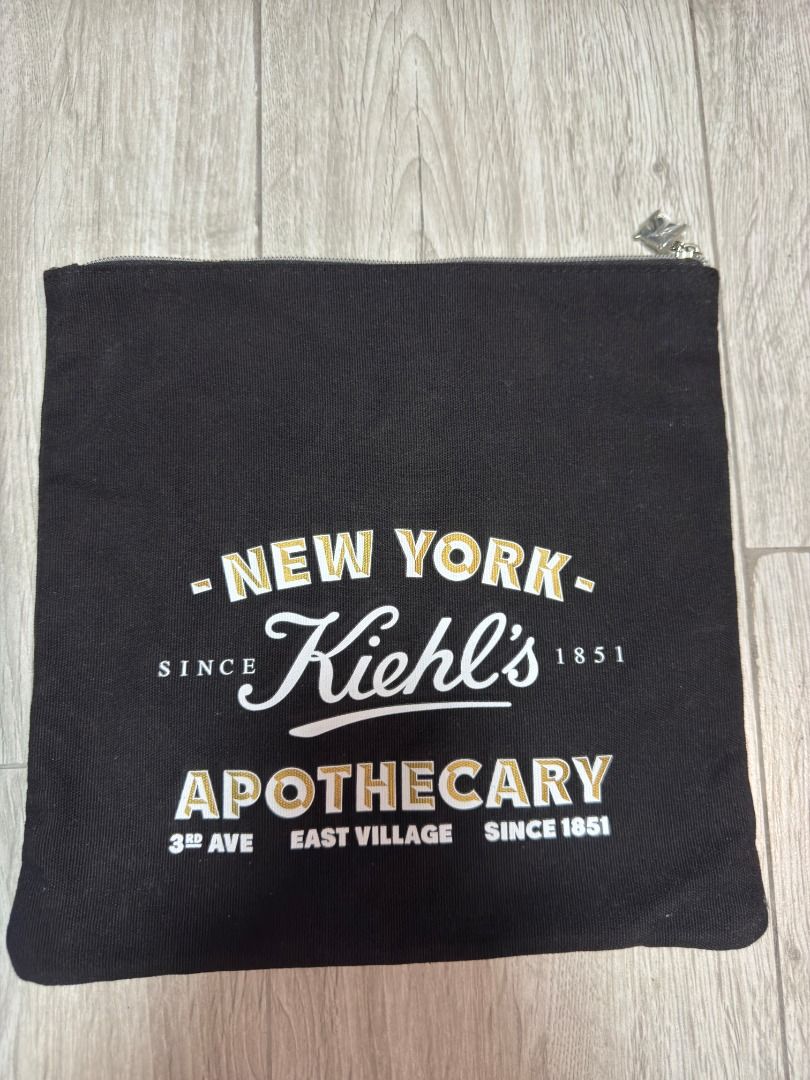 -NEW YORK-
SINCE Kiehl's 1851
APOTHECARY
3RD AVE EAST VILLAGE SINCE 1851